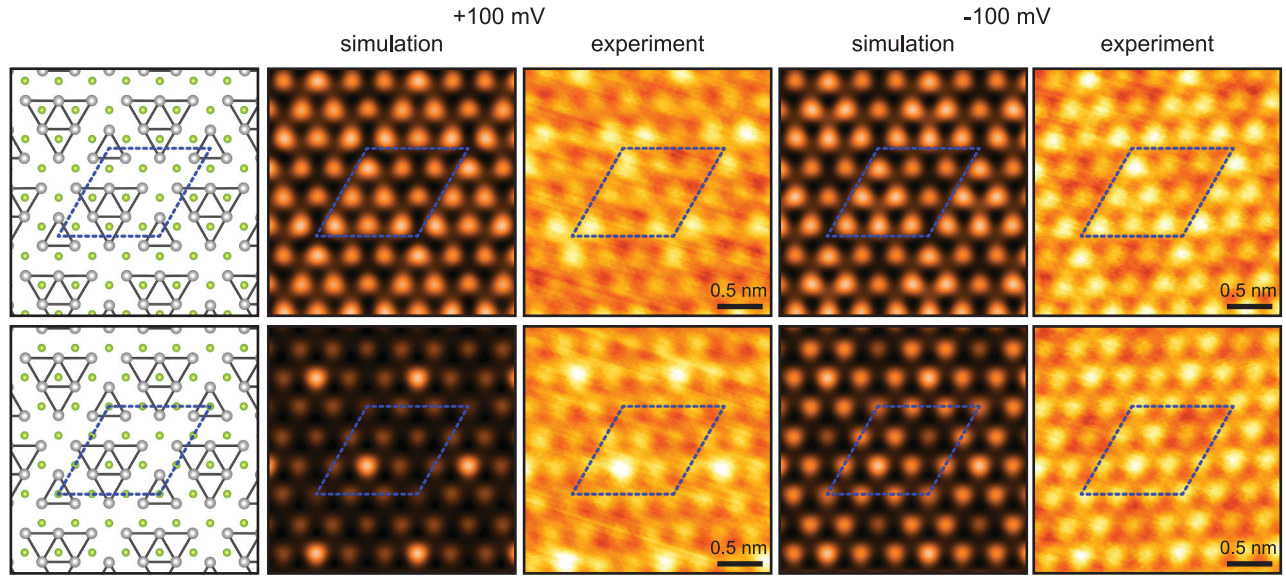 +100 mV
-100 mV
simulation
experiment
simulation
experiment
0.5 nm
0.5 nm
0.5 nm
0.5 nm